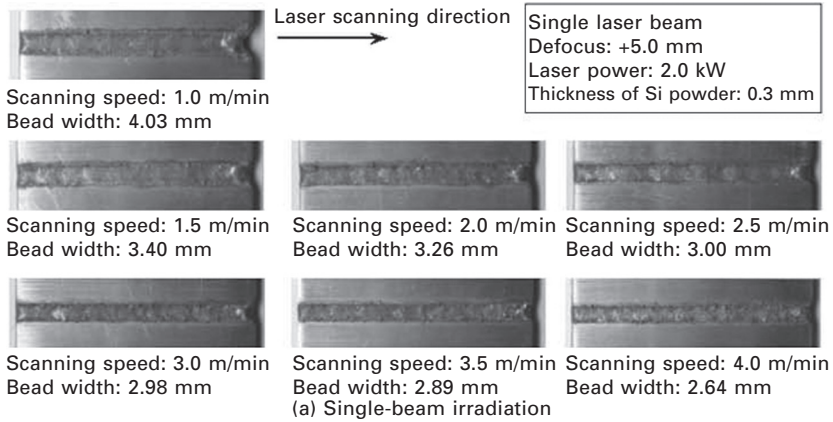 Laser scanning direction
Single laser beam
Defocus: +5.0 mm
Laser power: 2.0 kW
Thickness of Si powder: 0.3 mm
Scanning speed: 1.0 m/min
Bead width: 4.03 mm
Scanning speed: 1.5 m/min
Bead width: 3.40 mm
Scanning speed: 2.0 m/min
Bead width: 3.26 mm
Scanning speed: 2.5 m/min
Bead width: 3.00 mm
Scanning speed: 3.0 m/min
Bead width: 2.98 mm
Scanning speed: 3.5 m/min
Bead width: 2.89 mm
Scanning speed: 4.0 m/min
Bead width: 2.64 mm
(a) Single-beam irradiation